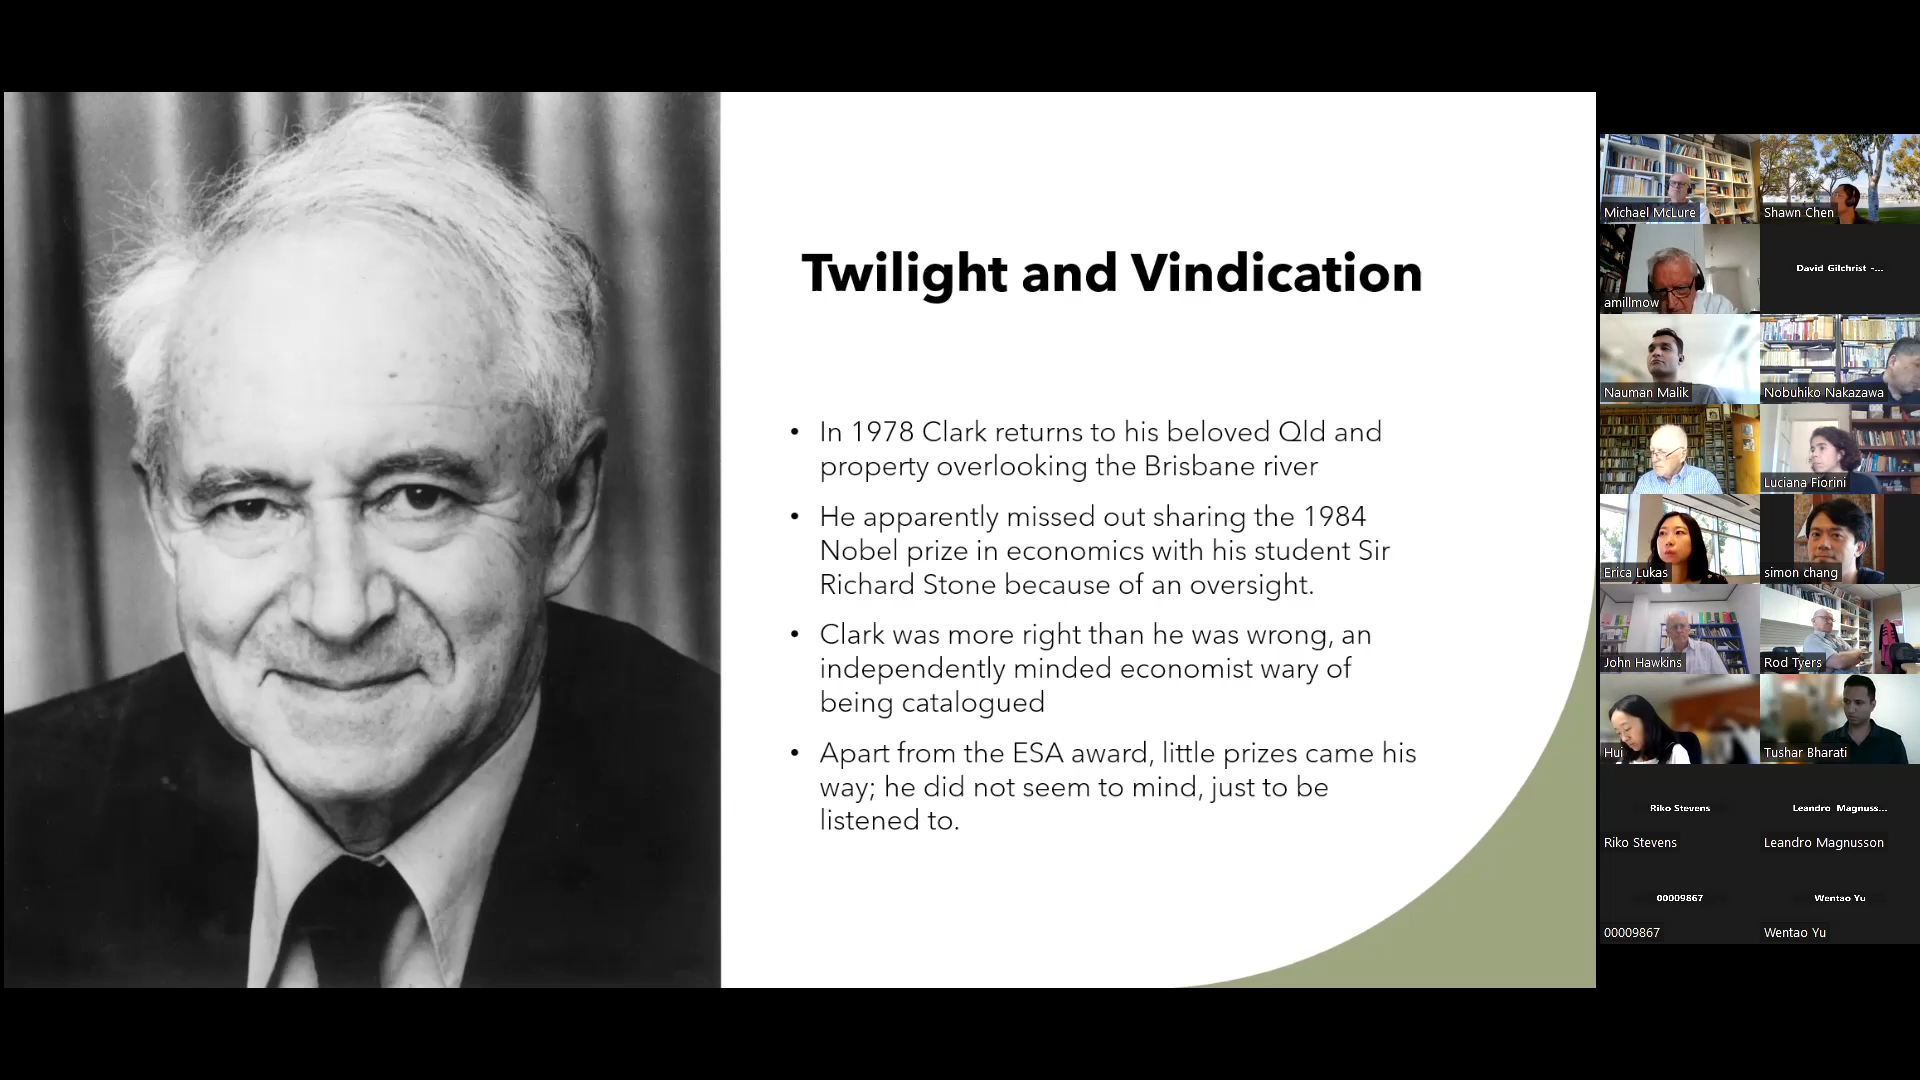 Twilight and Vindication
• In 1978 Clark returns to his beloved Qld and
property overlooking the Brisbane river
• He apparently missed out sharing the 1984
Nobel prize in economics with his student Sir
Richard Stone because of an oversight.
• Clark was more right than he was wrong, an
independently minded economist wary of
being catalogued
• Apart from the ESA award, little prizes came his
way; he did not seem to mind, just to be
listened to.
Michael McLure
Shawn Chen
amillmow
David Gilchrist -...
Nauman Malik
Nobuhiko Nakazawa
Luciana Fiorini
Erica Lukas
simon chang
John Hawkins
Rod Tyers
Hui
Tushar Bharati
Riko Stevens
Leandro Magnuss...
Riko Stevens
Leandro Magnusson
00009867
Wentao Yu
00009867
Wentao Yu